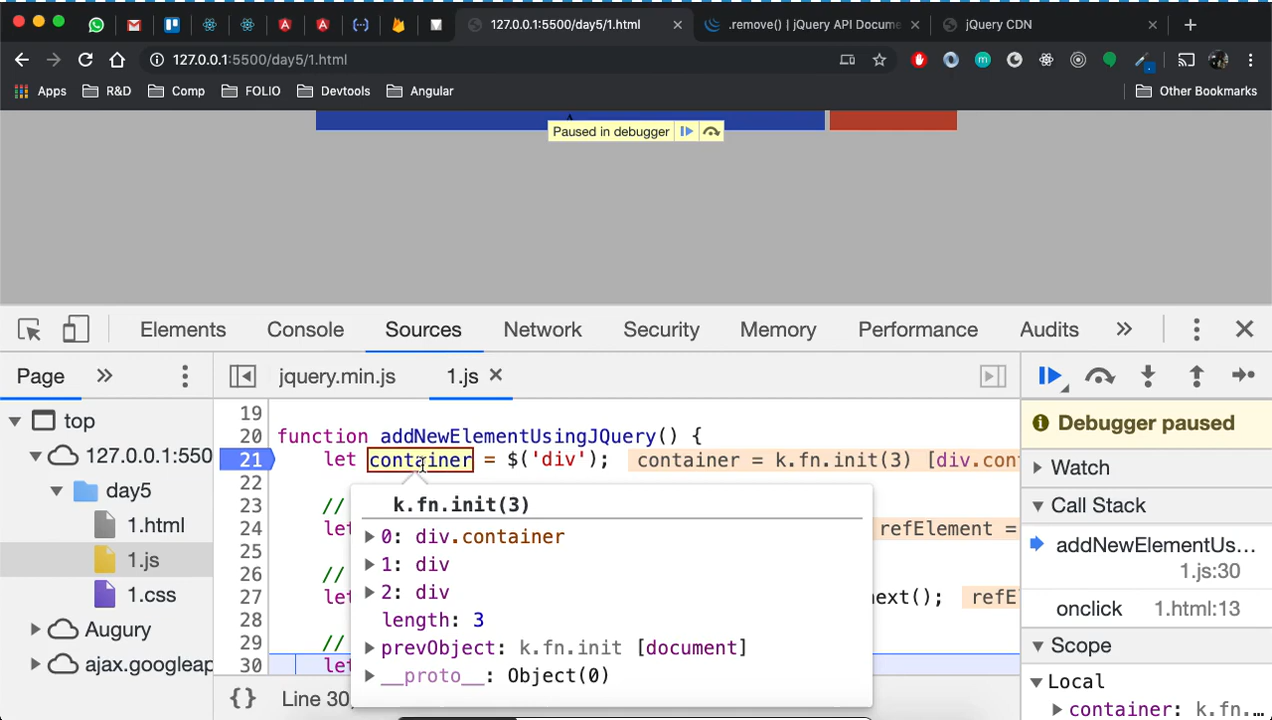 127.0.0.1:5500/day5/1.html
.remove() | jQuery API Docume
jQuery CDN
127.0.0.1:5500/day5/1.html
Apps
R&D
Comp
FOLIO
Devtools
Angular
Other Bookmarks
Paused in debugger
Elements
Console
Sources
Network
Security
Memory
Performance
Audits
Page
jquery.min.js
1.js
top
127.0.0.1:550
day5
1.html
1.js
1.css
Augury
ajax.googleap
19
20 function addNewElementUsingJQuery() {
21 let container = $('div'); container = k.fn.init(3) [div.con
22
23 //
24 let refElement =
25
26 //
27 let next(); refE
28
29 //
30 let
k.fn.init(3)
0: div.container
1: div
2: div
length: 3
prevObject: k.fn.init [document]
__proto__: Object(0)
{} Line 30
Debugger paused
Watch
Call Stack
addNewElementUs...
1.js:30
onclick 1.html:13
Scope
Local
container: k.fn...